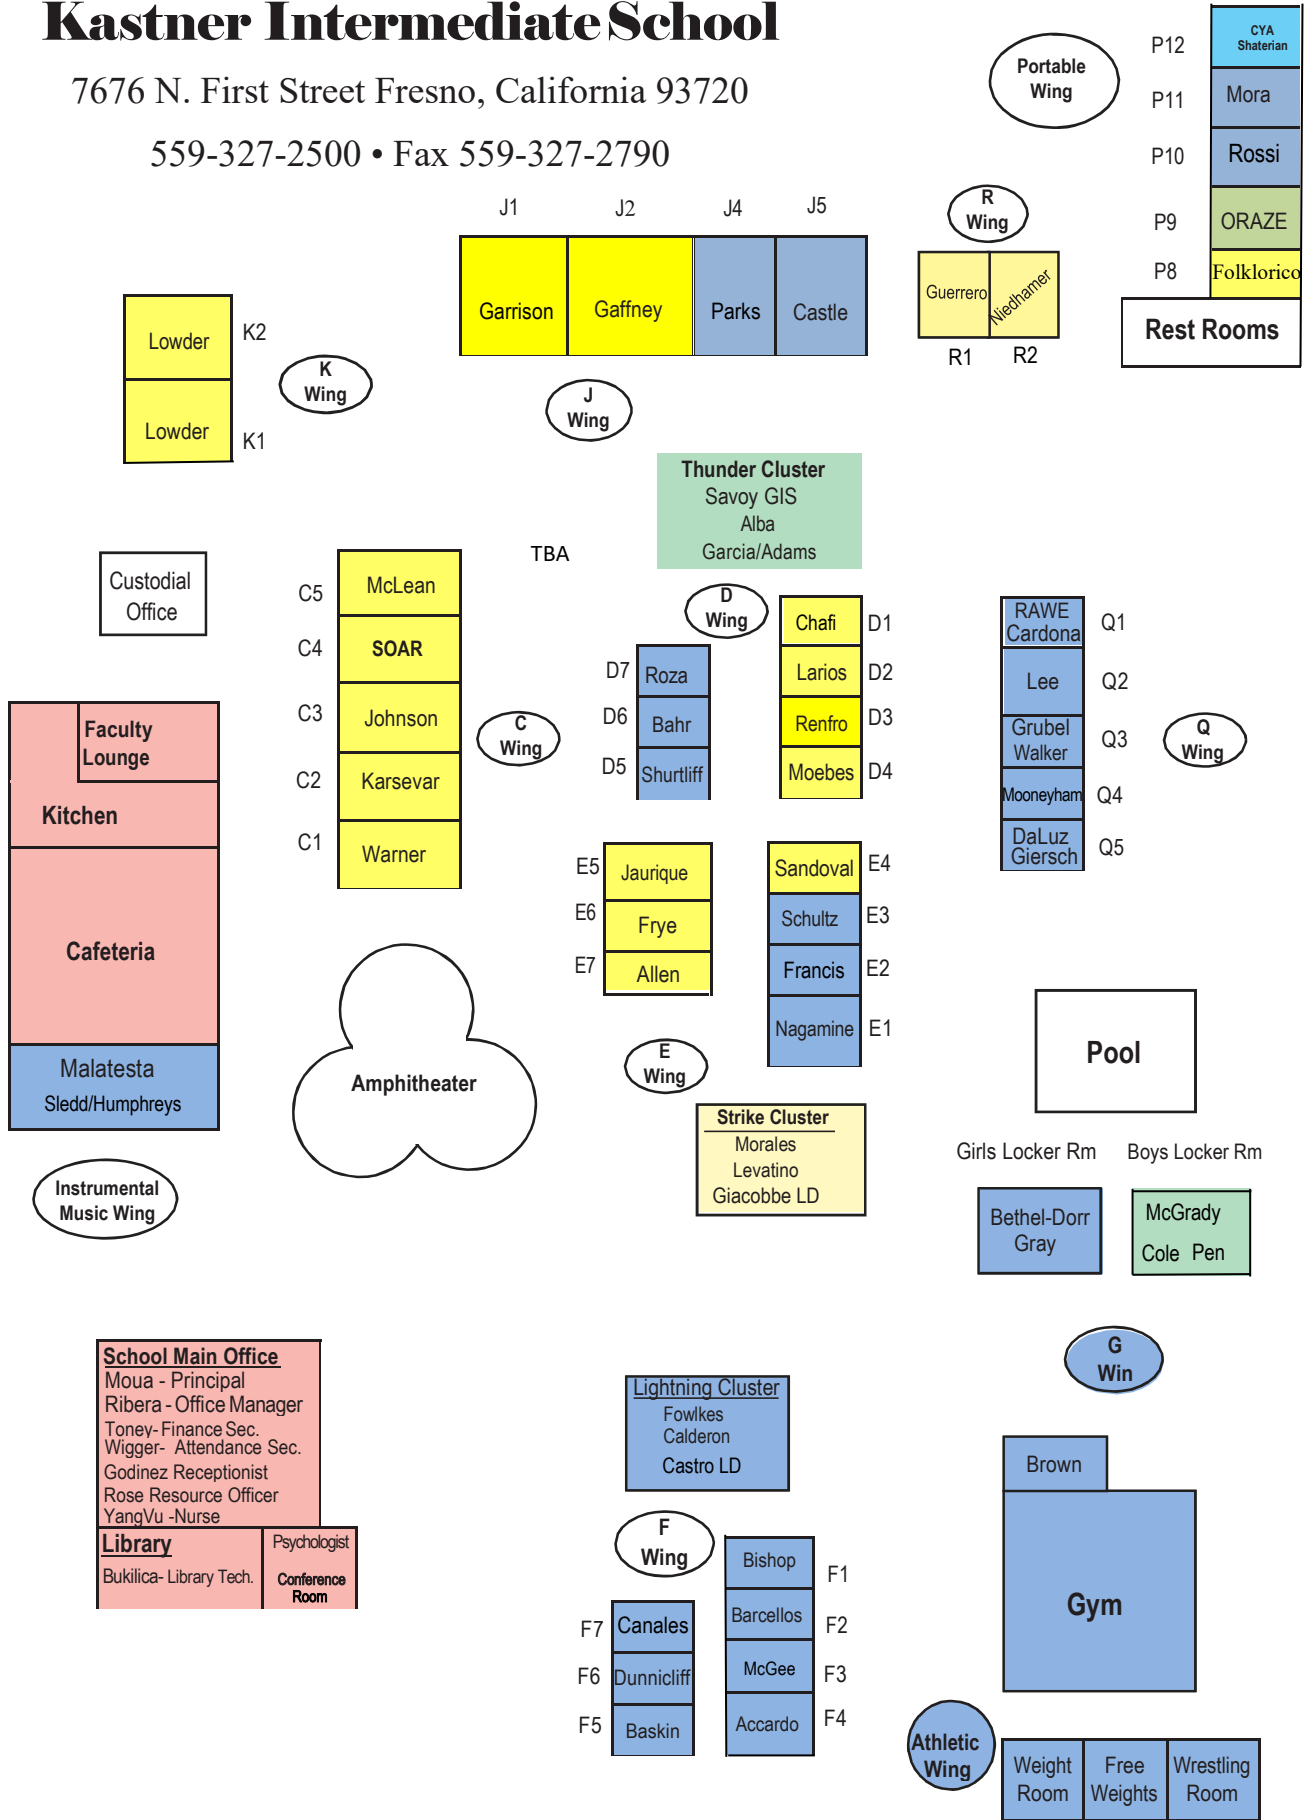 Kastner Intermediate School
7676 N. First Street Fresno, California 93720
559-327-2500 • Fax 559-327-2790
Portable
Wing
P12
CYA
Shaterian
P11
Mora
P10
Rossi
P9
ORAZE
P8
Folklorico
Rest Rooms
R
Wing
Guerrero
Niedhamer
R1
R2
J1
J2
J4
J5
Garrison
Gaffney
Parks
Castle
J
Wing
Lowder
K2
Lowder
K1
K
Wing
Thunder Cluster
Savoy GIS
Alba
Garcia/Adams
TBA
Custodial
Office
C5
McLean
C4
SOAR
C3
Johnson
C2
Karsevar
C1
Warner
C
Wing
D
Wing
Chafi
D1
Larios
D2
Renfro
D3
Moebes
D4
D7
Roza
D6
Bahr
D5
Shurtliff
RAWE
Cardona
Q1
Lee
Q2
Grubel
Walker
Q3
Mooneyham
Q4
DaLuz
Giersch
Q5
Q
Wing
Faculty
Lounge
Kitchen
Cafeteria
Malatesta
Sledd/Humphreys
Instrumental
Music Wing
Amphitheater
E5
Jaurique
E6
Frye
E7
Allen
Sandoval
E4
Schultz
E3
Francis
E2
Nagamine
E1
E
Wing
Strike Cluster
Morales
Levatino
Giacobbe LD
Pool
Girls Locker Rm
Boys Locker Rm
Bethel-Dorr
Gray
McGrady
Cole Pen
G
Win
School Main Office
Moua - Principal
Ribera - Office Manager
Toney- Finance Sec.
Wigger- Attendance Sec.
Godinez Receptionist
Rose Resource Officer
YangVu -Nurse
Library
Bukilica- Library Tech.
Psychologist
Conference
Room
Lightning Cluster
Fowlkes
Calderon
Castro LD
F
Wing
Bishop
F1
Barcellos
F2
McGee
F3
Accardo
F4
F7
Canales
F6
Dunnicliff
F5
Baskin
Brown
Gym
Athletic
Wing
Weight
Room
Free
Weights
Wrestling
Room